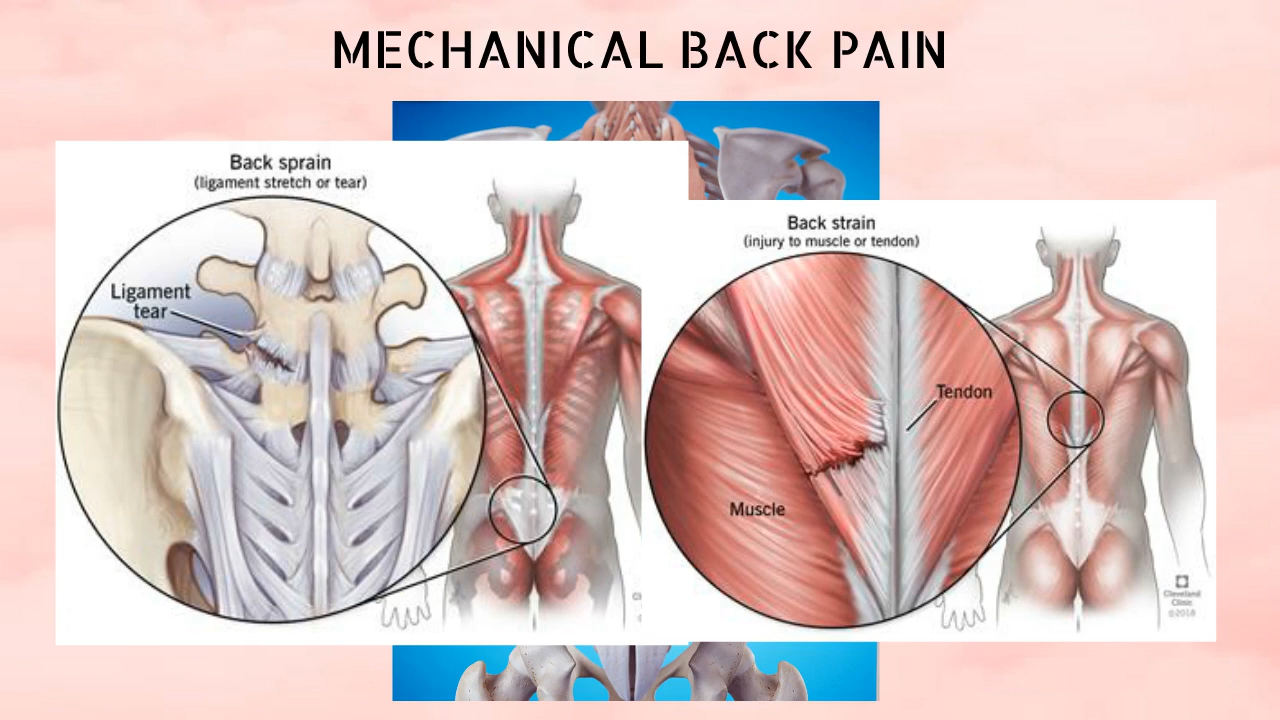 MECHANICAL BACK PAIN
Back sprain
(ligament stretch or tear)
Ligament
tear
Back strain
(injury to muscle or tendon)
Tendon
Muscle
Cleveland
Clinic
©2018